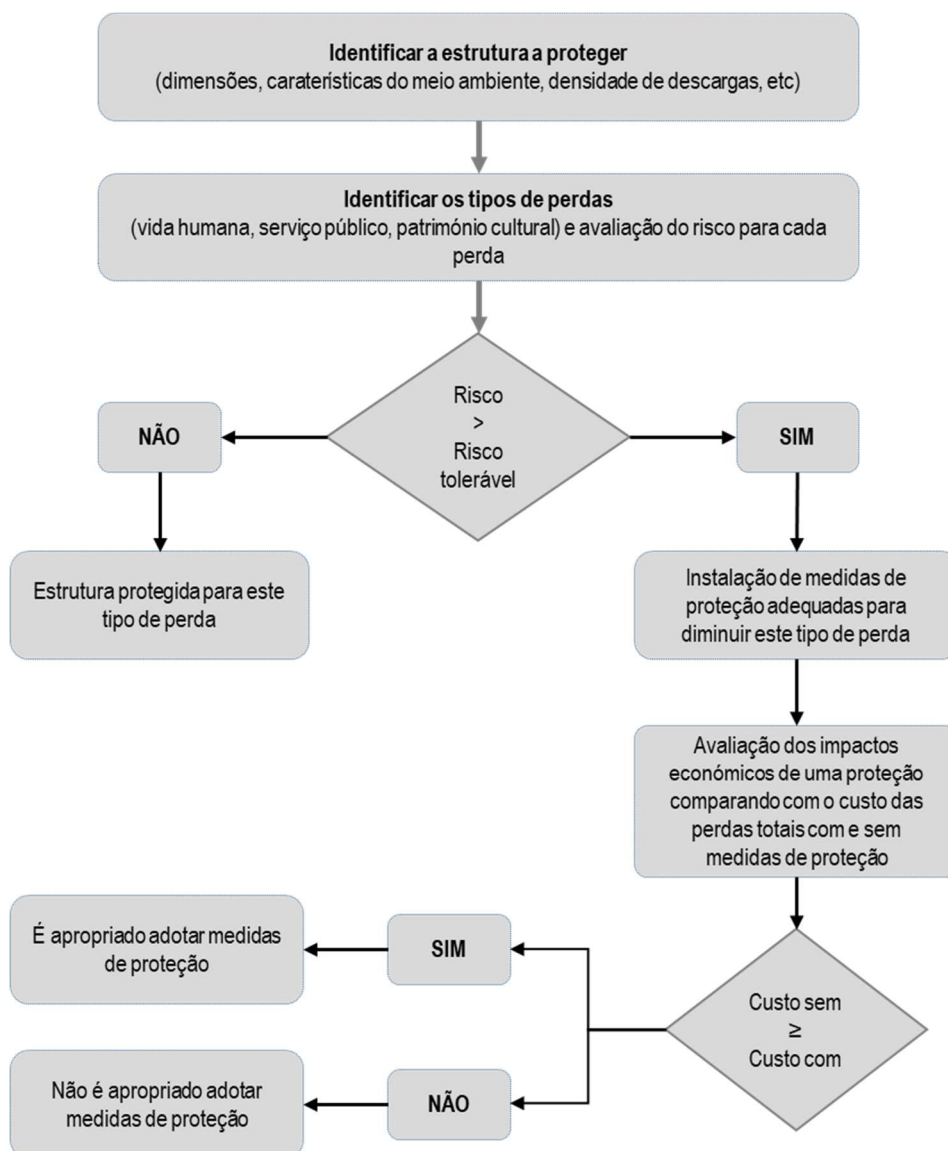 Identificar a estrutura a proteger
(dimensões, caraterísticas do meio ambiente, densidade de descargas, etc)
Identificar os tipos de perdas
(vida humana, serviço público, património cultural) e avaliação do risco para cada
perda
Risco
>
Risco
tolerável
NÃO
SIM
Estrutura protegida para este
tipo de perda
Instalação de medidas de
proteção adequadas para
diminuir este tipo de perda
Avaliação dos impactos
económicos de uma proteção
comparando com o custo das
perdas totais com e sem
medidas de proteção
Custo sem
≥
Custo com
SIM
É apropriado adotar medidas
de proteção
NÃO
Não é apropriado adotar
medidas de proteção